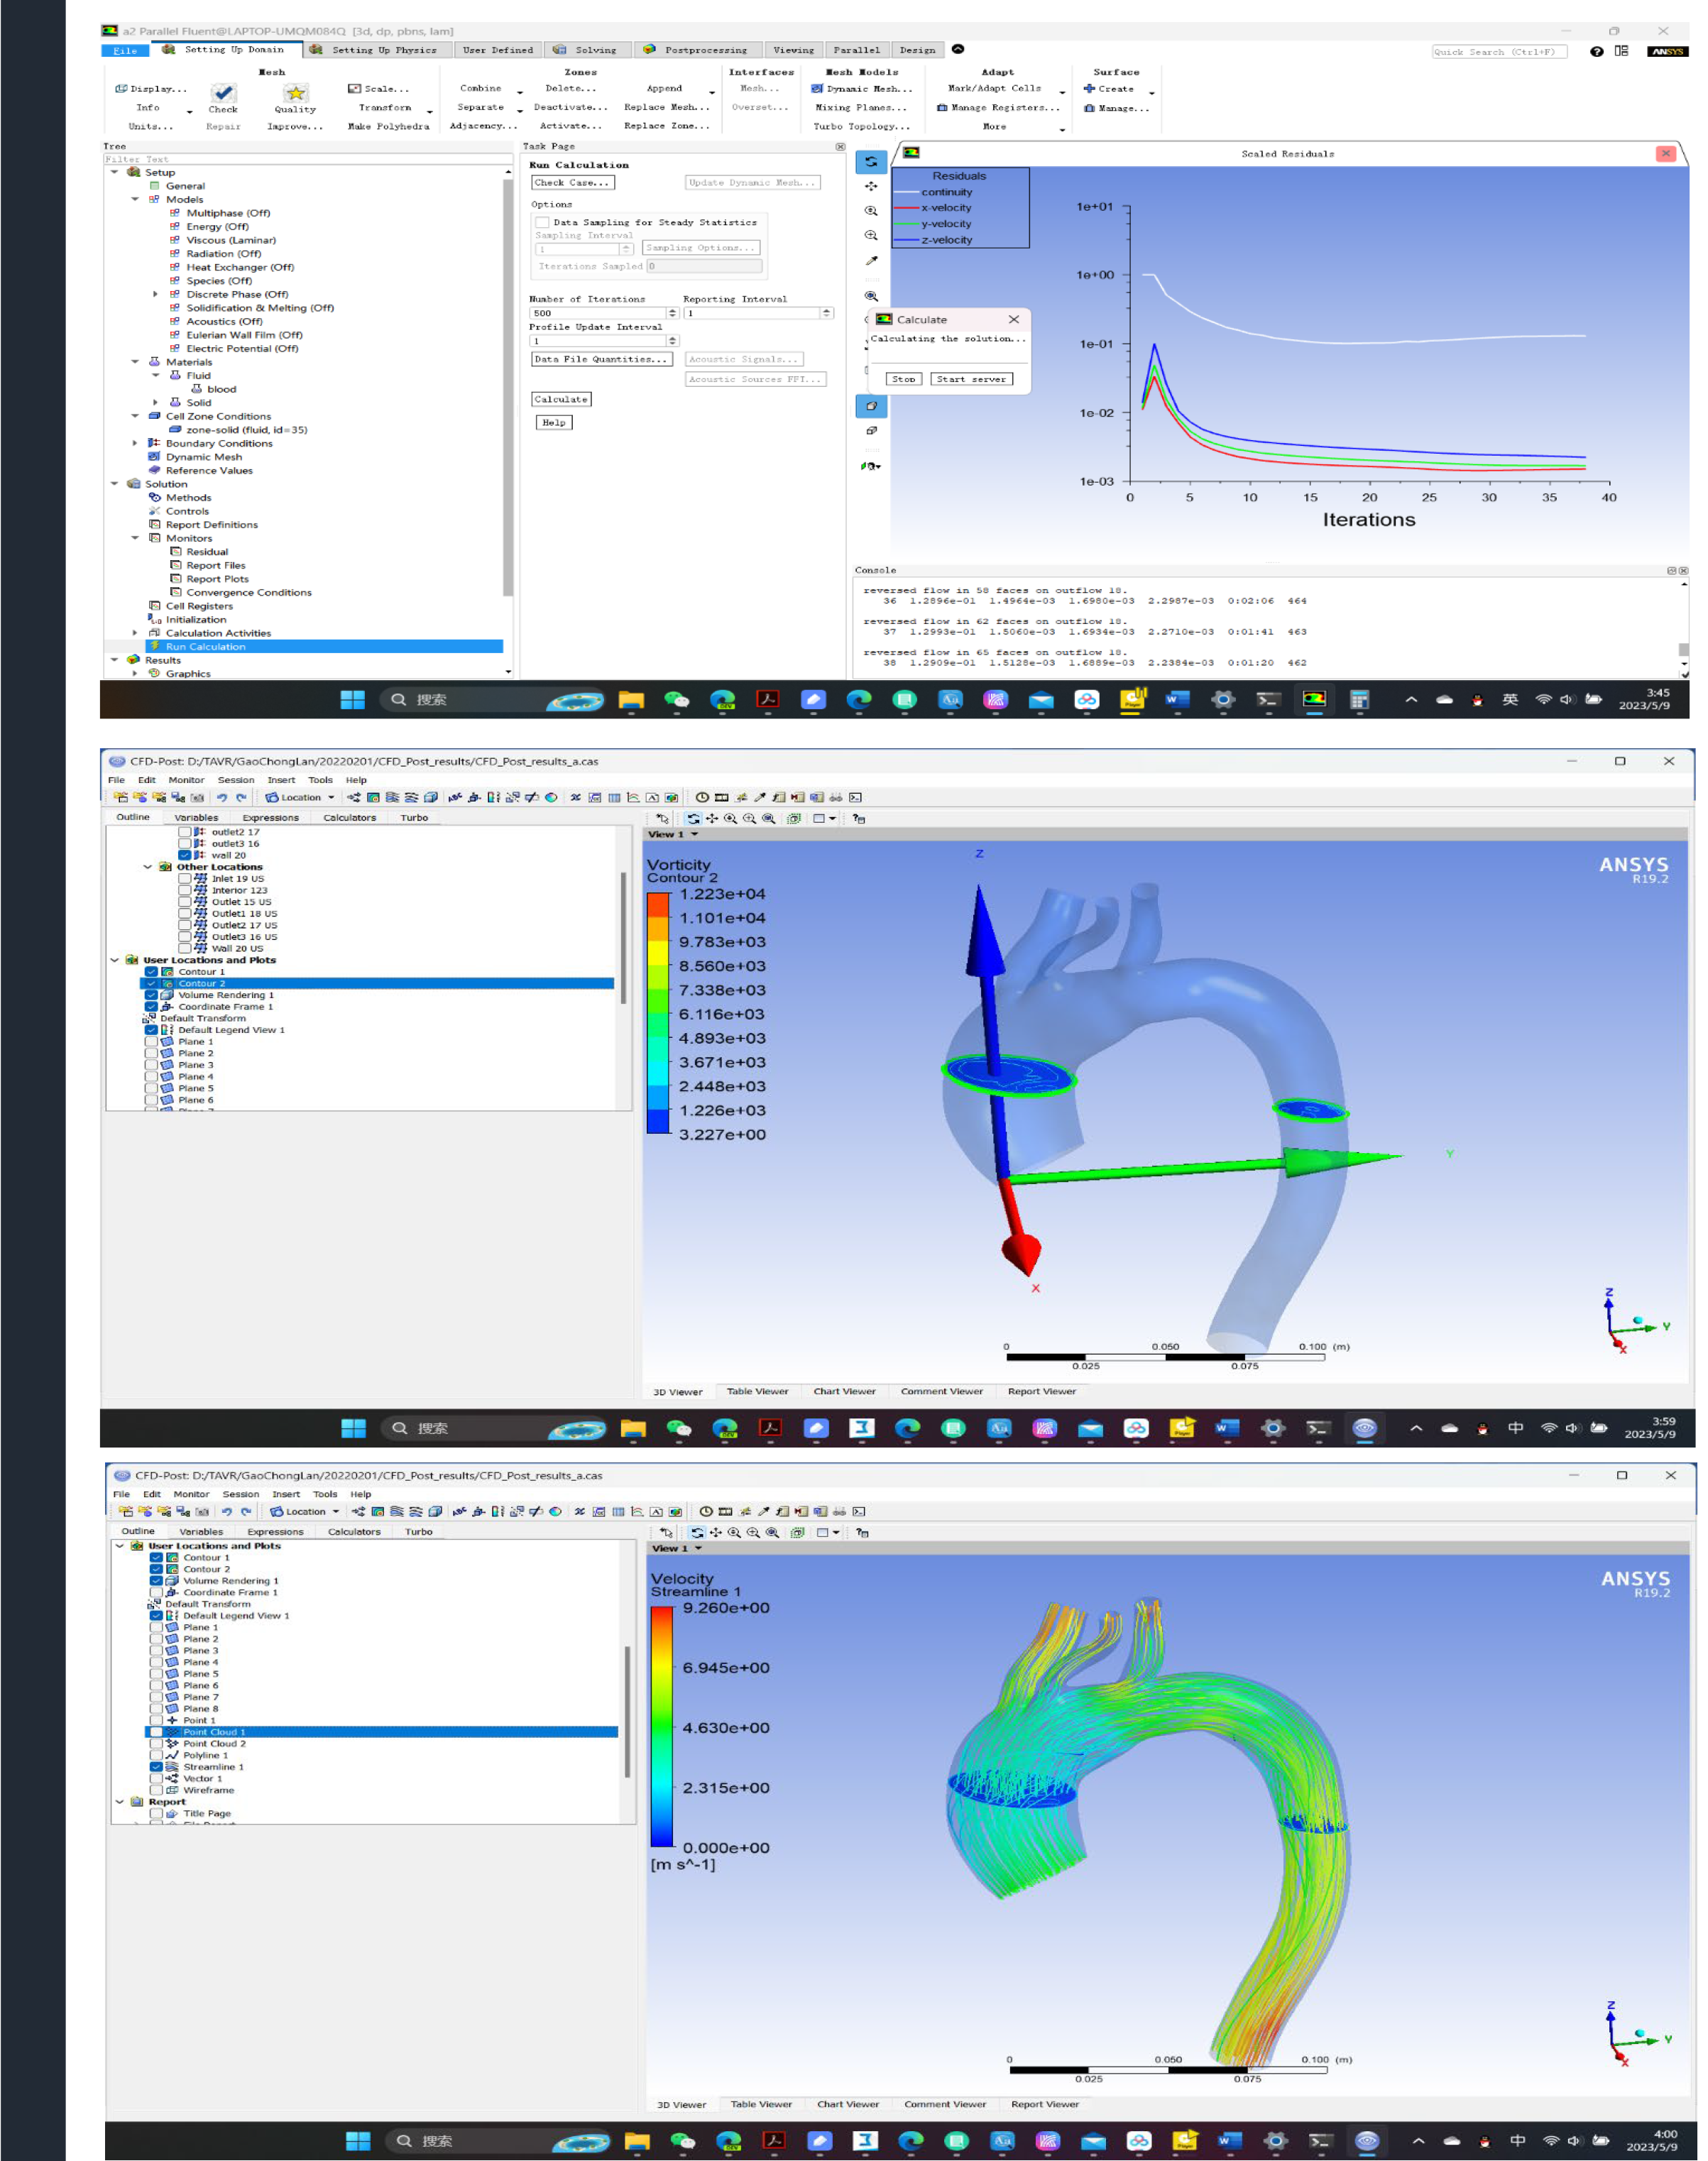 a2 Parallel Fluent@LAPTOP-UMQM084Q [3d, dp, pbns, lam]
File Setting Up Domain Setting Up Physics User Defined Solving Postprocessing Viewing Parallel Design Quick Search (Ctrl+F) ANSYS
Mesh Zones Interfaces Mesh Models Adapt Surface
Display... Scale... Combine Delete... Append Mesh... Dynamic Mesh... Mark/Adapt Cells Create
Info Check Quality Transform Separate Deactivate... Replace Mesh... Overset... Mixing Planes... Manage Registers... Manage...
Units... Repair Improve... Make Polyhedra Adjacency... Activate... Replace Zone... Turbo Topology... More
Tree
Filter Text
Setup
General
Models
Multiphase (Off)
Energy (Off)
Viscous (Laminar)
Radiation (Off)
Heat Exchanger (Off)
Species (Off)
Discrete Phase (Off)
Solidification & Melting (Off)
Acoustics (Off)
Eulerian Wall Film (Off)
Electric Potential (Off)
Materials
Fluid
blood
Solid
Cell Zone Conditions
zone-solid (fluid, id=35)
Boundary Conditions
Dynamic Mesh
Reference Values
Solution
Methods
Controls
Report Definitions
Monitors
Residual
Report Files
Report Plots
Convergence Conditions
Cell Registers
Initialization
Calculation Activities
Run Calculation
Results
Graphics
Task Page
Run Calculation
Check Case... Update Dynamic Mesh...
Options
Data Sampling for Steady Statistics
Sampling Interval
1 Sampling Options...
Iterations Sampled 0
Number of Iterations Reporting Interval
500 1
Profile Update Interval
1
Data File Quantities... Acoustic Signals...
Acoustic Sources FFT...
Calculate
Help
Scaled Residuals
Residuals
continuity
x-velocity
y-velocity
z-velocity
1e+01
1e+00
1e-01
1e-02
1e-03
0 5 10 15 20 25 30 35 40
Iterations
Calculate
Calculating the solution...
Stop Start server
Console
reversed flow in 58 faces on outflow 18.
36 1.2896e-01 1.4964e-03 1.6980e-03 2.2987e-03 0:02:06 464
reversed flow in 62 faces on outflow 18.
37 1.2993e-01 1.5060e-03 1.6934e-03 2.2710e-03 0:01:41 463
reversed flow in 65 faces on outflow 18.
38 1.2909e-01 1.5128e-03 1.6889e-03 2.2384e-03 0:01:20 462
搜索 英 3:45
2023/5/9
CFD-Post: D:/TAVR/GaoChongLan/20220201/CFD_Post_results/CFD_Post_results_a.cas
File Edit Monitor Session Insert Tools Help
Location
Outline Variables Expressions Calculators Turbo
outlet2 17
outlet3 16
wall 20
Other Locations
Inlet 19 US
Interior 123
Outlet 15 US
Outlet1 18 US
Outlet2 17 US
Outlet3 16 US
Wall 20 US
User Locations and Plots
Contour 1
Contour 2
Volume Rendering 1
Coordinate Frame 1
Default Transform
Default Legend View 1
Plane 1
Plane 2
Plane 3
Plane 4
Plane 5
Plane 6
View 1
Vorticity
Contour 2
1.223e+04
1.101e+04
9.783e+03
8.560e+03
7.338e+03
6.116e+03
4.893e+03
3.671e+03
2.448e+03
1.226e+03
3.227e+00
ANSYS
R19.2
Z
Y
X
Z
Y
X
0 0.050 0.100 (m)
0.025 0.075
3D Viewer Table Viewer Chart Viewer Comment Viewer Report Viewer
搜索 中 3:59
2023/5/9
CFD-Post: D:/TAVR/GaoChongLan/20220201/CFD_Post_results/CFD_Post_results_a.cas
File Edit Monitor Session Insert Tools Help
Location
Outline Variables Expressions Calculators Turbo
User Locations and Plots
Contour 1
Contour 2
Volume Rendering 1
Coordinate Frame 1
Default Transform
Default Legend View 1
Plane 1
Plane 2
Plane 3
Plane 4
Plane 5
Plane 6
Plane 7
Plane 8
Point 1
Point Cloud 1
Point Cloud 2
Polyline 1
Streamline 1
Vector 1
Wireframe
Report
Title Page
View 1
Velocity
Streamline 1
9.260e+00
6.945e+00
4.630e+00
2.315e+00
0.000e+00
[m s^-1]
ANSYS
R19.2
Z
Y
X
0 0.050 0.100 (m)
0.025 0.075
3D Viewer Table Viewer Chart Viewer Comment Viewer Report Viewer
搜索 中 4:00
2023/5/9